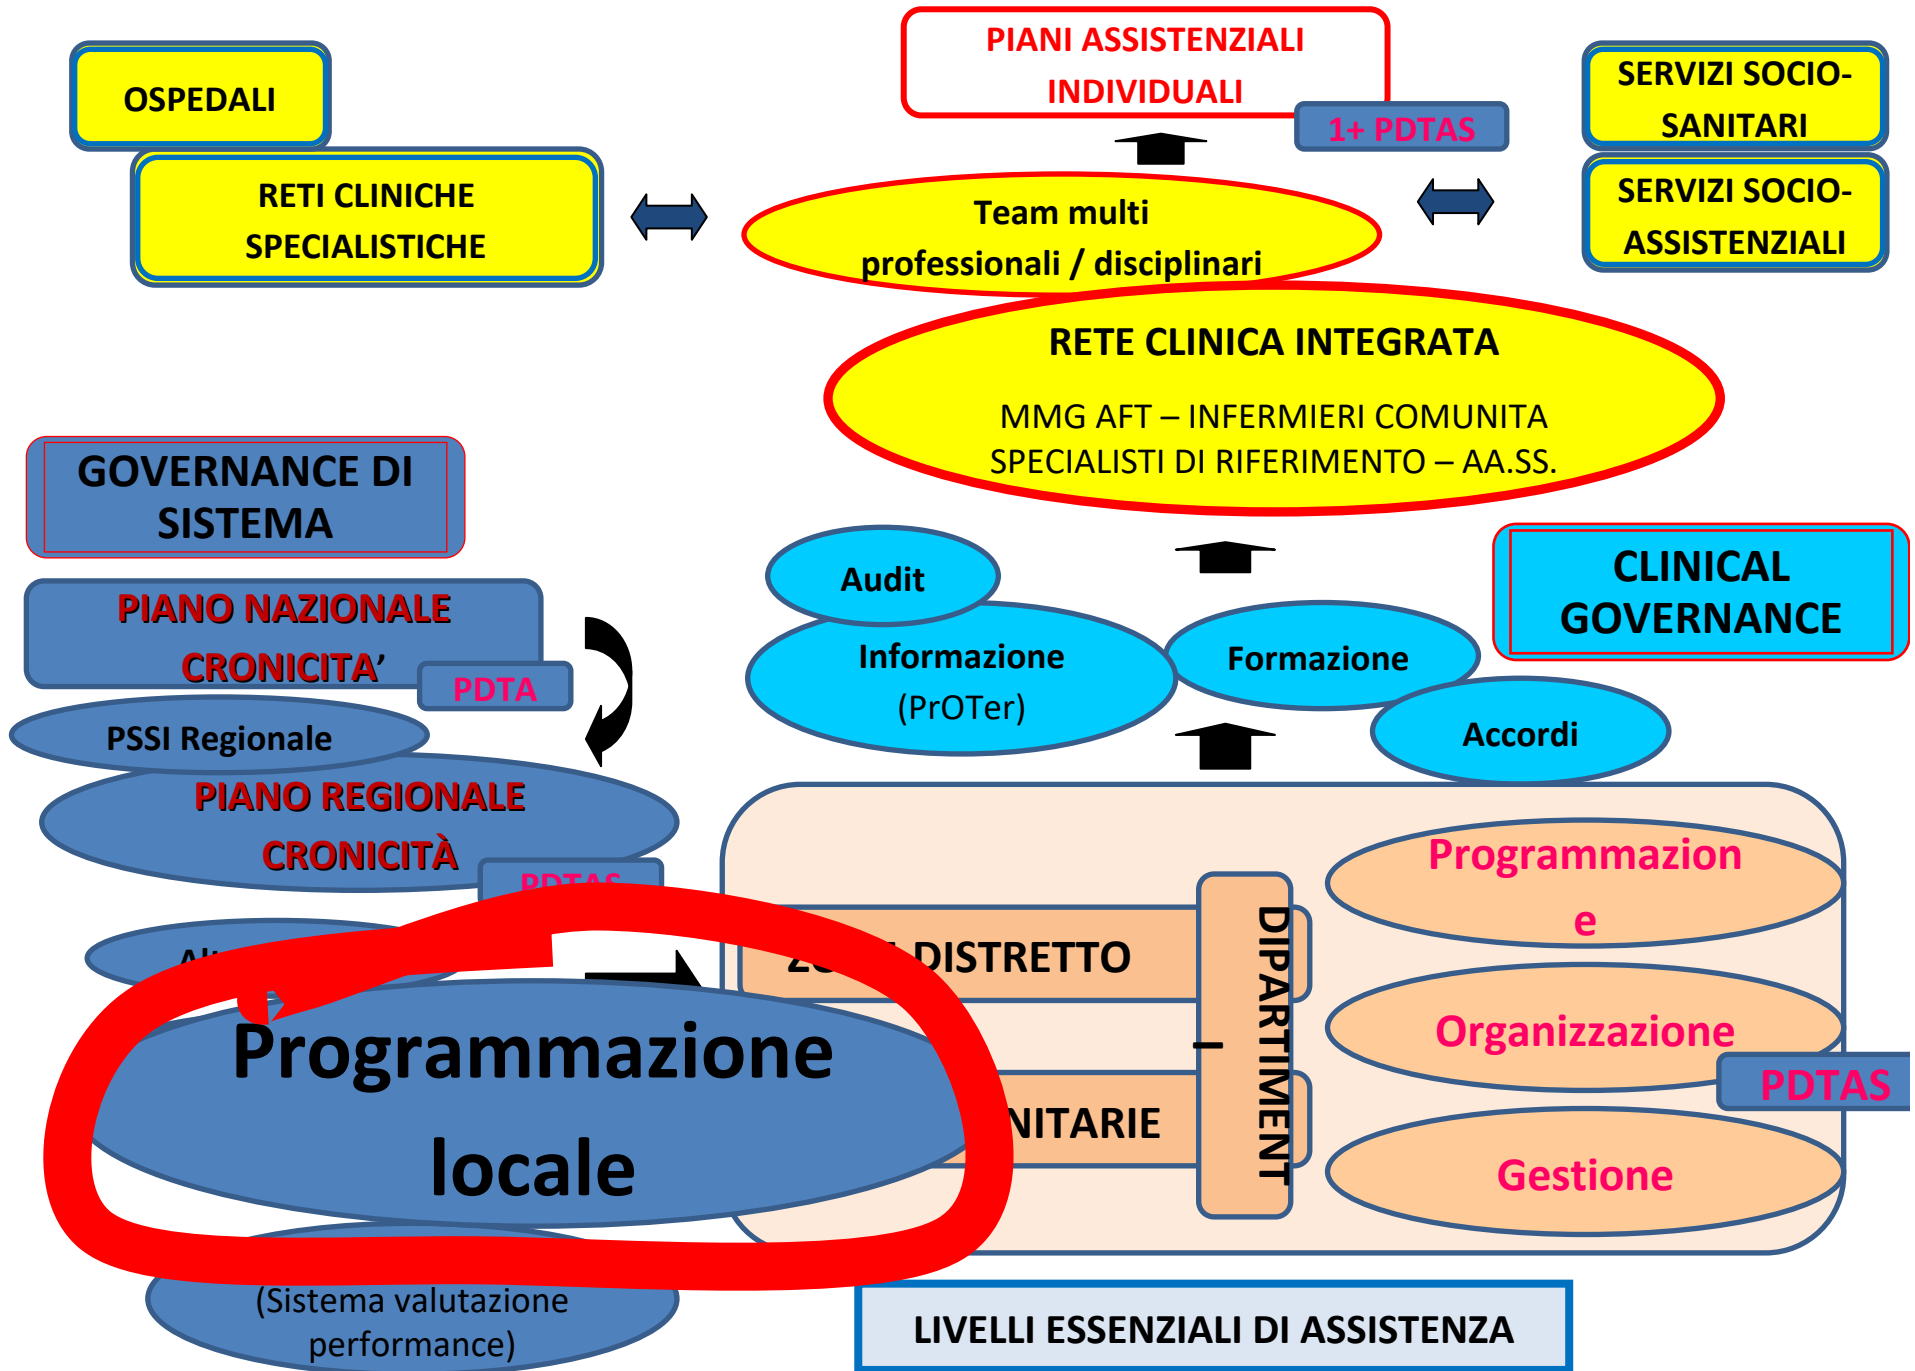 PIANI ASSISTENZIALI
INDIVIDUALI
1+ PDTAS
OSPEDALI
RETI CLINICHE
SPECIALISTICHE
SERVIZI SOCIO-
SANITARI
SERVIZI SOCIO-
ASSISTENZIALI
Team multi
professionali / disciplinari
RETE CLINICA INTEGRATA
MMG AFT – INFERMIERI COMUNITA
SPECIALISTI DI RIFERIMENTO – AA.SS.
GOVERNANCE DI
SISTEMA
PIANO NAZIONALE
CRONICITA’
PDTA
PSSI Regionale
PIANO REGIONALE
CRONICITÀ
PDTAS
Audit
Informazione
(PrOTer)
Formazione
Accordi
CLINICAL
GOVERNANCE
DISTRETTO
DIPARTIMENT
I
Programmazion
e
Organizzazione
PDTAS
Gestione
Programmazione
locale
(Sistema valutazione
performance)
LIVELLI ESSENZIALI DI ASSISTENZA